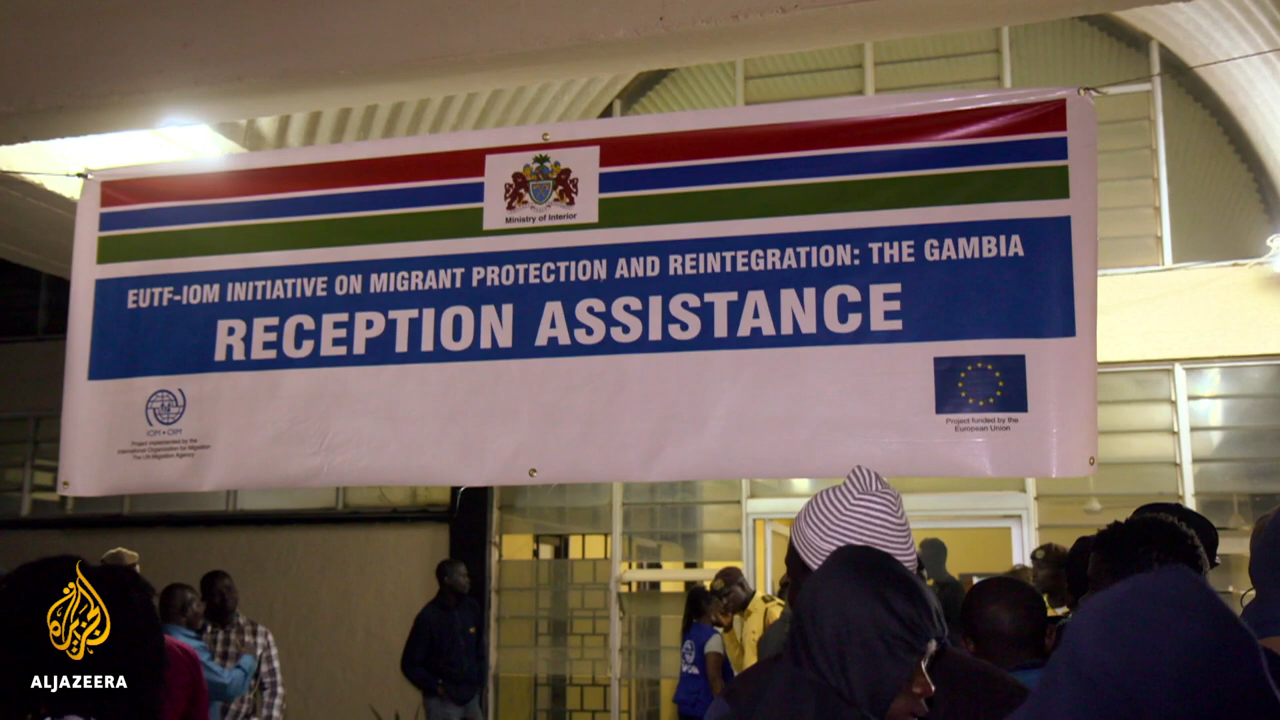 Ministry of Interior
EUTF-IOM INITIATIVE ON MIGRANT PROTECTION AND REINTEGRATION: THE GAMBIA
RECEPTION ASSISTANCE
IOM • OIM
Project implemented by the
International Organization for Migration
The UN Migration Agency
Project funded by the
European Union
الجزيرة
ALJAZEERA